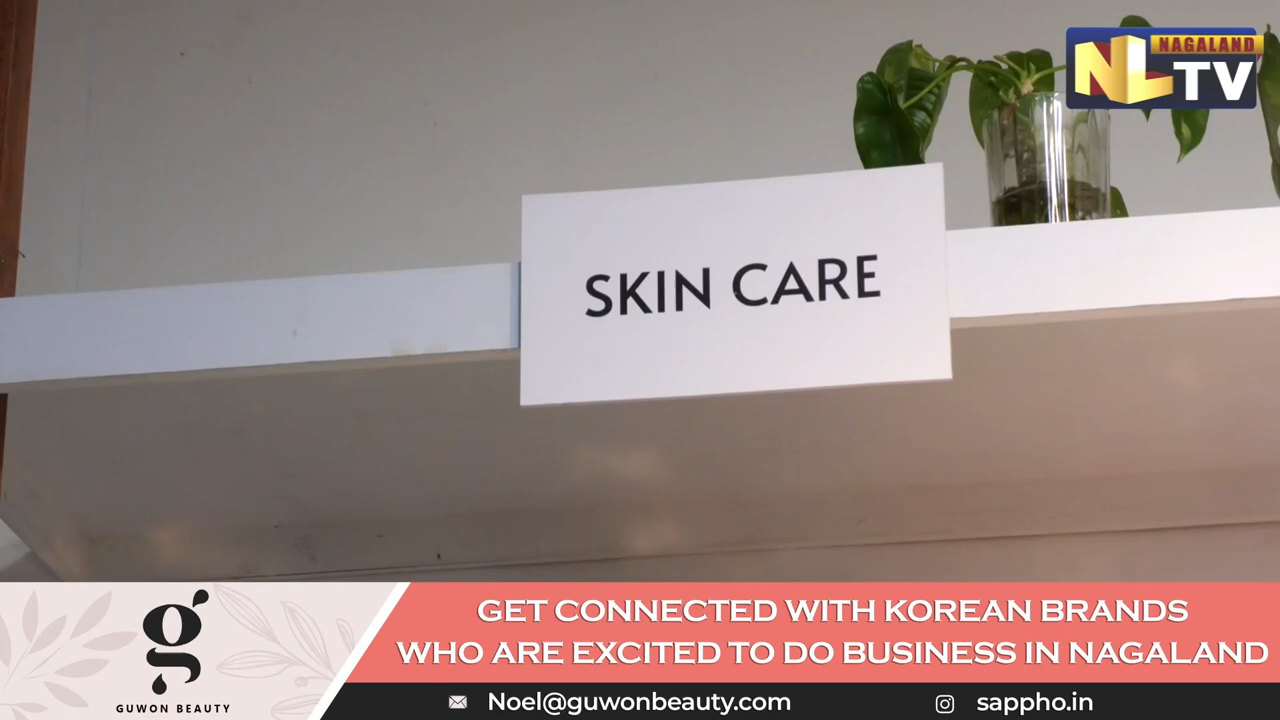 NAGALAND
NL TV
SKIN CARE
g
GUWON BEAUTY
GET CONNECTED WITH KOREAN BRANDS
WHO ARE EXCITED TO DO BUSINESS IN NAGALAND
Noel@guwonbeauty.com
sappho.in